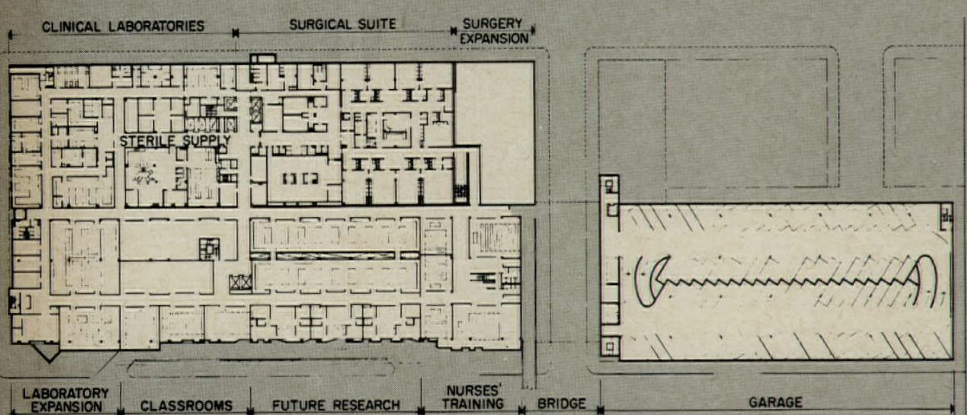 CLINICAL LABORATORIES
SURGICAL SUITE
SURGERY
EXPANSION
STERILE SUPPLY
LABORATORY
EXPANSION
CLASSROOMS
FUTURE RESEARCH
NURSES'
TRAINING
BRIDGE
GARAGE